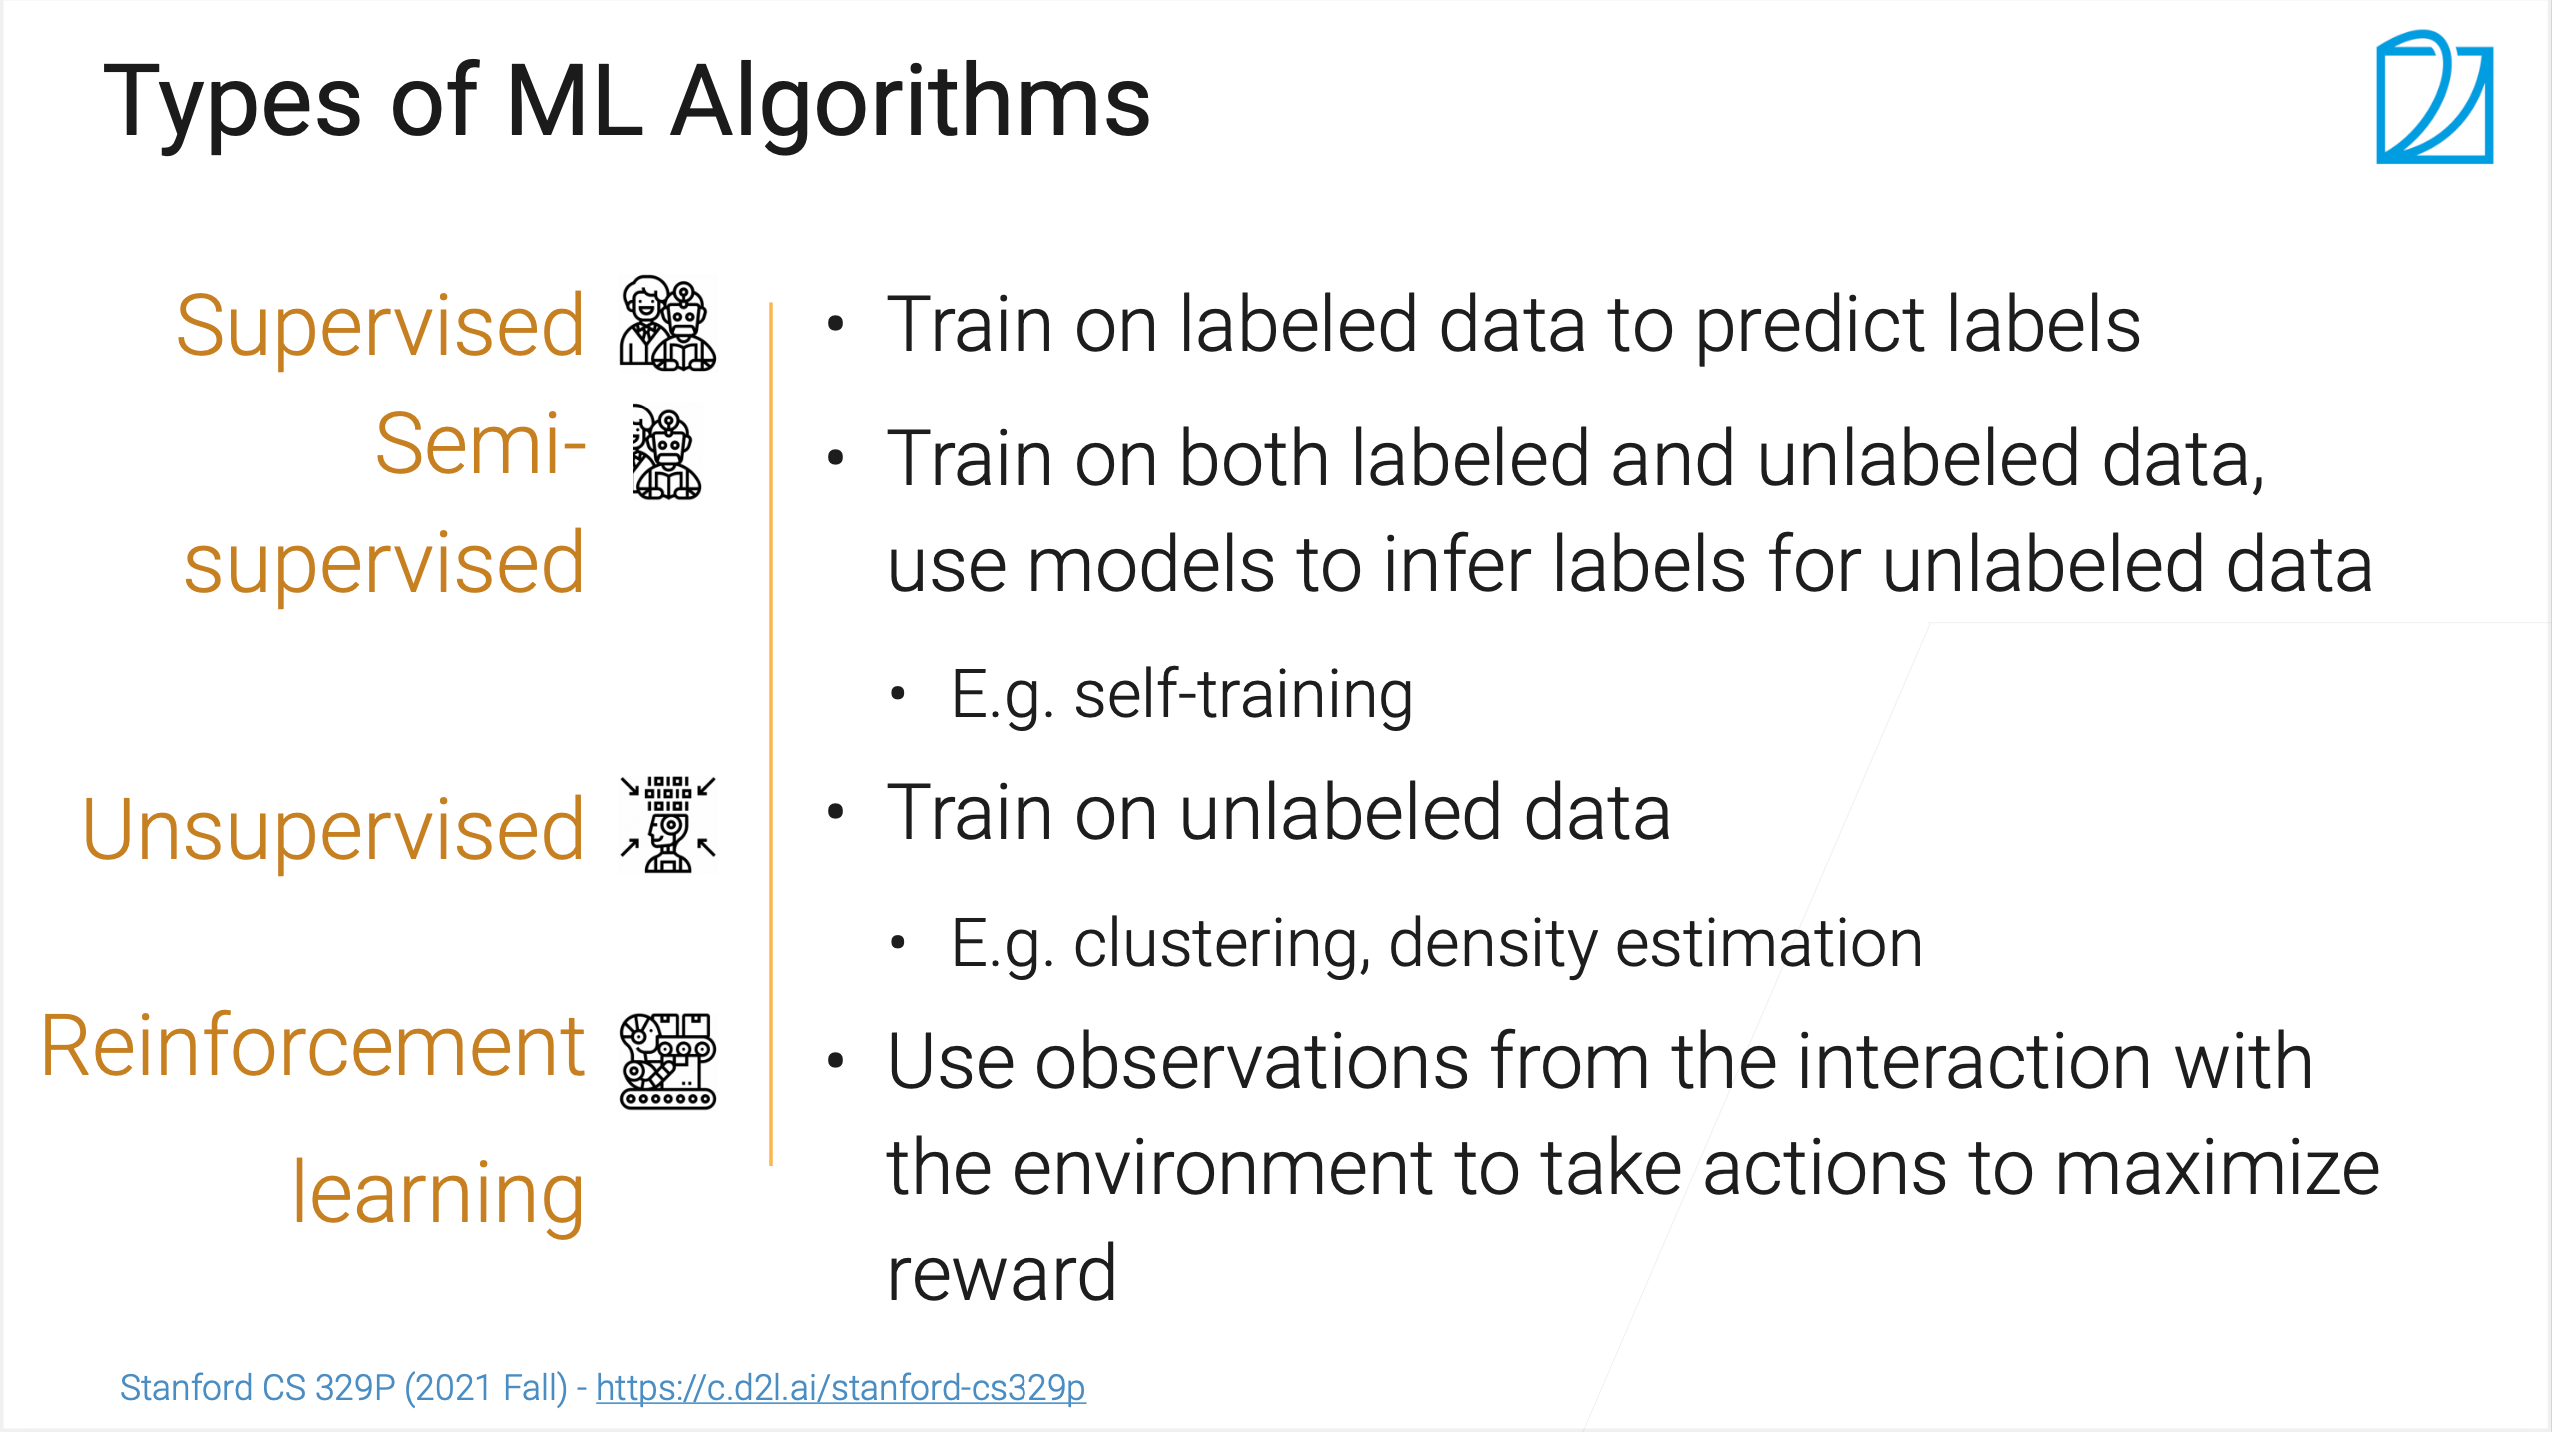 Types of ML Algorithms
Supervised
• Train on labeled data to predict labels
Semi-
supervised
• Train on both labeled and unlabeled data,
use models to infer labels for unlabeled data
• E.g. self-training
Unsupervised
• Train on unlabeled data
• E.g. clustering, density estimation
Reinforcement
learning
• Use observations from the interaction with
the environment to take actions to maximize
reward
Stanford CS 329P (2021 Fall) - https://c.d2l.ai/stanford-cs329p